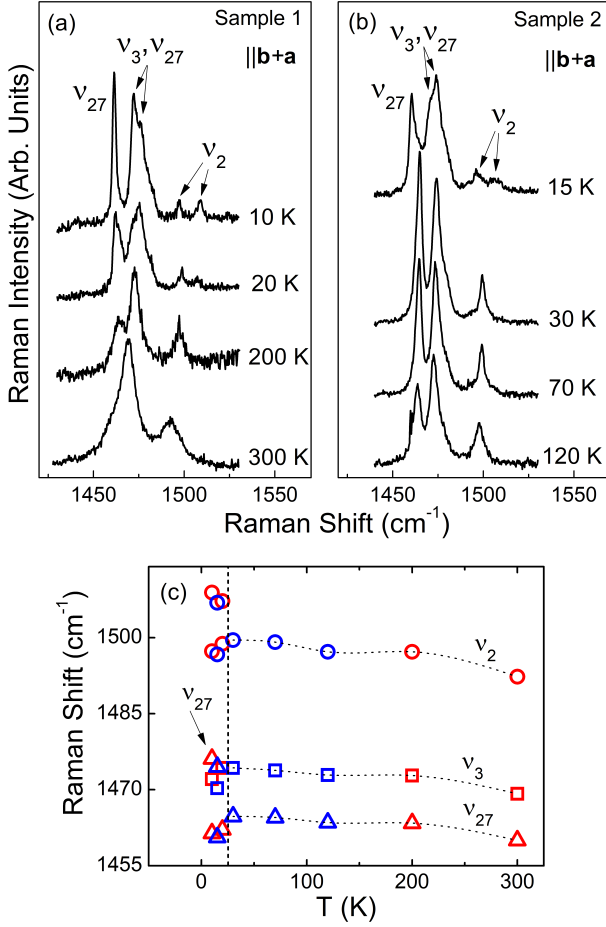 (a)
Sample 1
ν3,ν27
||b+a
ν27
ν2
10 K
20 K
200 K
300 K
1450
1500
1550
(b)
Sample 2
ν3,ν27
||b+a
ν27
ν2
15 K
30 K
70 K
120 K
1450
1500
1550
Raman Intensity (Arb. Units)
Raman Shift (cm-1)
(c)
1500
1485
1470
1455
Raman Shift (cm-1)
ν2
ν27
ν3
ν27
0
100
200
300
T (K)